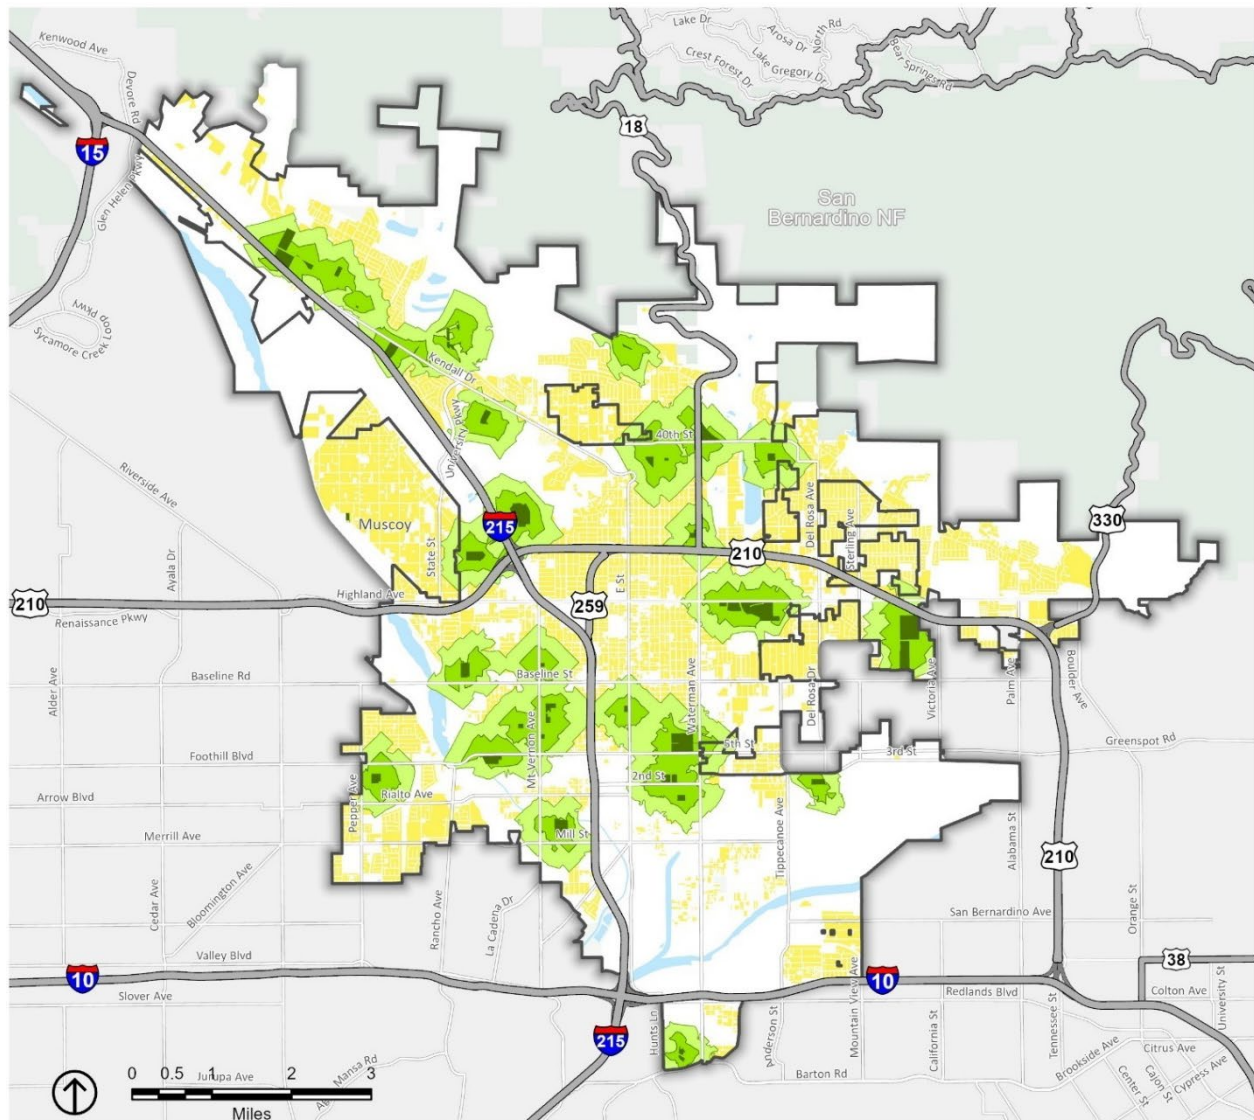 Lake Dr
Arosa Dr
North Rd
Kenwood Ave
Crest Forest Dr
Lake Gregory Dr
Bear Springs Rd
Devore Rd
18
15
Glen Helen Pkwy
San
Bernardino NF
Sycamore Creek Loop Pkwy
Kendall Dr
University Pkwy
40th St
Riverside Ave
Muscoy
215
330
State St
Del Rosa Ave
Sterling Ave
210
Ayala Dr
Highland Ave
E St
210
259
Renaissance Pkwy
Alder Ave
Baseline Rd
Baseline St
Waterman Ave
Del Rosa Dr
Victoria Ave
Palm Ave
Boulder Ave
Mt Vernon Ave
Foothill Blvd
5th St
3rd St
Greenspot Rd
2nd St
Pepper Ave
Rialto Ave
Arrow Blvd
Merrill Ave
Mill St
Tippecanoe Ave
Alabama St
210
Cedar Ave
Bloomington Ave
Rancho Ave
La Cadena Dr
San Bernardino Ave
Orange St
Valley Blvd
38
10
10
Slover Ave
Mountain View Ave
Redlands Blvd
Colton Ave
University St
215
Hunts Ln
Anderson St
California St
Tennessee St
Brookside Ave
Citrus Ave
Cypress Ave
Cajon St
Center St
Barton Rd
Jurupa Ave
Mansa Rd
0 0.5 1 2 3
Miles